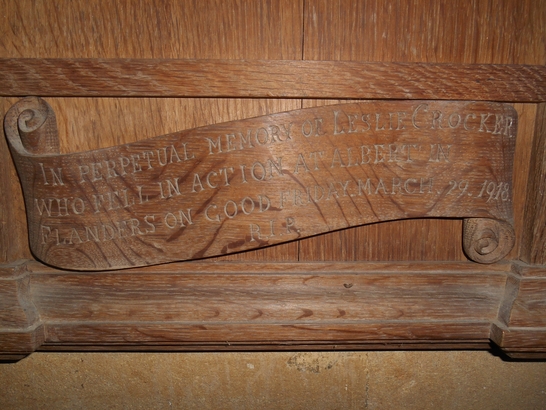 IN PERPETUAL MEMORY OF LESLIE CROCKER
WHO FELL IN ACTION AT ALBERT IN
FLANDERS ON GOOD FRIDAY. MARCH. 29. 1918.
R.I.P.